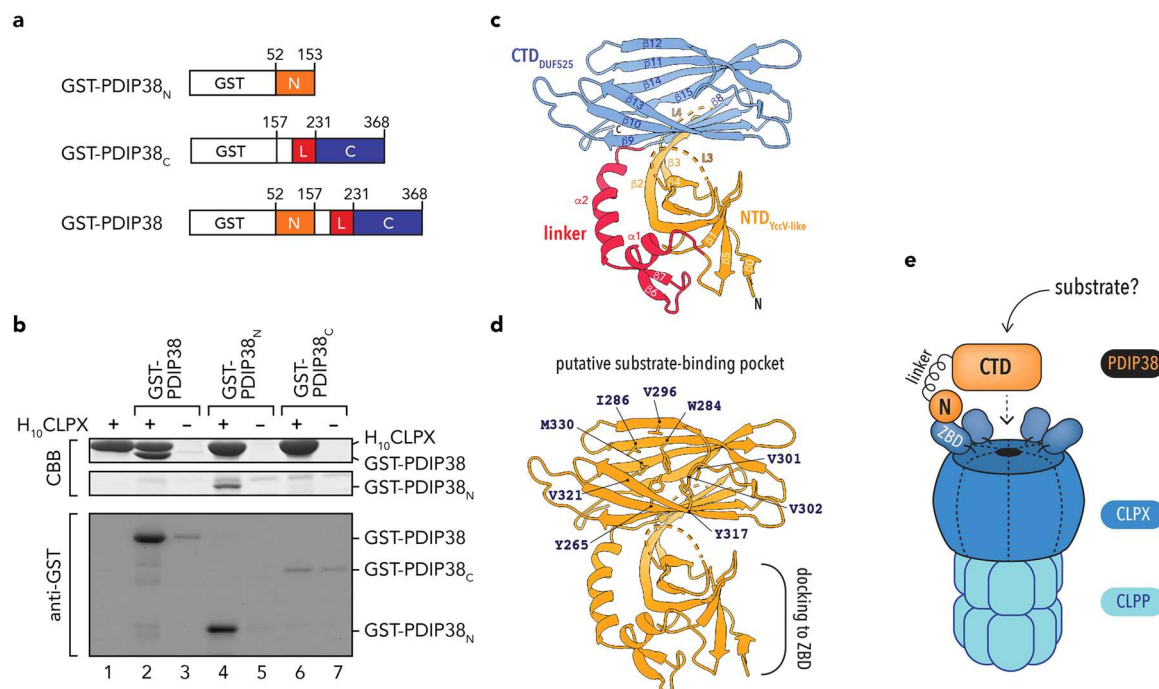 a
52 153
GST-PDIP38N GST N
157 231 368
GST-PDIP38C GST L C
52 157 231 368
GST-PDIP38 GST N L C
b
GST-
PDIP38
GST-
PDIP38N
GST-
PDIP38C
H10CLPX + + − + − + −
CBB
H10CLPX
GST-PDIP38
GST-PDIP38N
anti-GST
GST-PDIP38
GST-PDIP38C
GST-PDIP38N
1 2 3 4 5 6 7
c
CTDDUF525
β12
β11
β14
β15
β8
β13
L4
β10
C
β9
β3
L3
β2
β4
α2
NTDYccV-like
linker
α1
β1
β5
β0
β7
β6
N
d
putative substrate-binding pocket
V296
I286
W284
M330
V301
V321
V302
Y265
Y317
docking to ZBD
e
substrate?
linker
CTD
PDIP38
N
ZBD
CLPX
CLPP